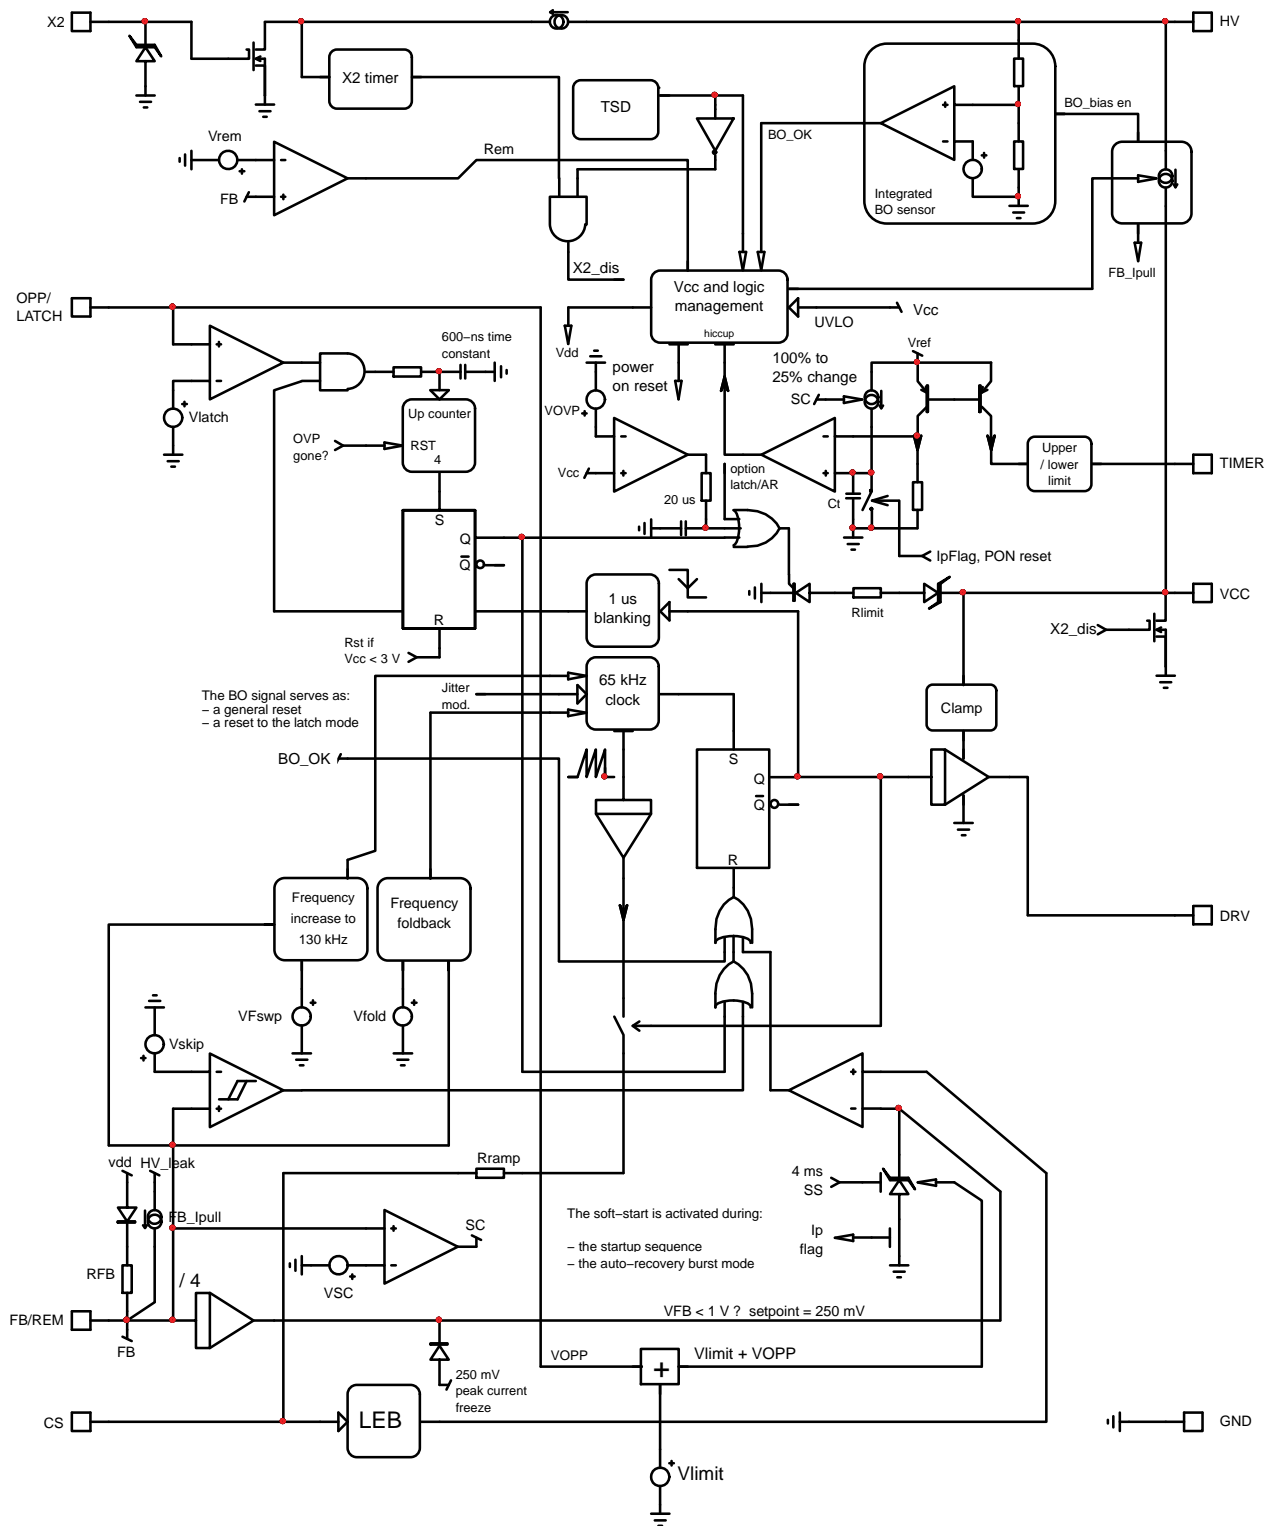 X2
HV
X2 timer
TSD
BO_bias en
BO_OK
Vrem
Rem
FB
Integrated
BO sensor
X2_dis
FB_Ipull
OPP/
LATCH
Vcc and logic
management
hiccup
UVLO
Vcc
Vdd
600–ns time
constant
power
on reset
100% to
25% change
Vref
SC
VOVP
Vlatch
Up counter
RST
4
OVP
gone?
Vcc
option
latch/AR
20 us
Ct
Upper
/ lower
limit
TIMER
S
Q
Q
R
IpFlag, PON reset
1 us
blanking
Rlimit
VCC
X2_dis
Rst if
Vcc < 3 V
The BO signal serves as:
– a general reset
– a reset to the latch mode
Jitter
mod.
65 kHz
clock
Clamp
BO_OK
S
Q
Q
R
Frequency
increase to
130 kHz
Frequency
foldback
DRV
VFswp
Vfold
Vskip
vdd
HV_leak
Rramp
4 ms
SS
FB_Ipull
SC
The soft–start is activated during:
– the startup sequence
– the auto–recovery burst mode
Ip
flag
RFB
/ 4
VSC
FB/REM
VFB < 1 V ? setpoint = 250 mV
FB
VOPP
+
Vlimit + VOPP
250 mV
peak current
freeze
CS
LEB
GND
Vlimit